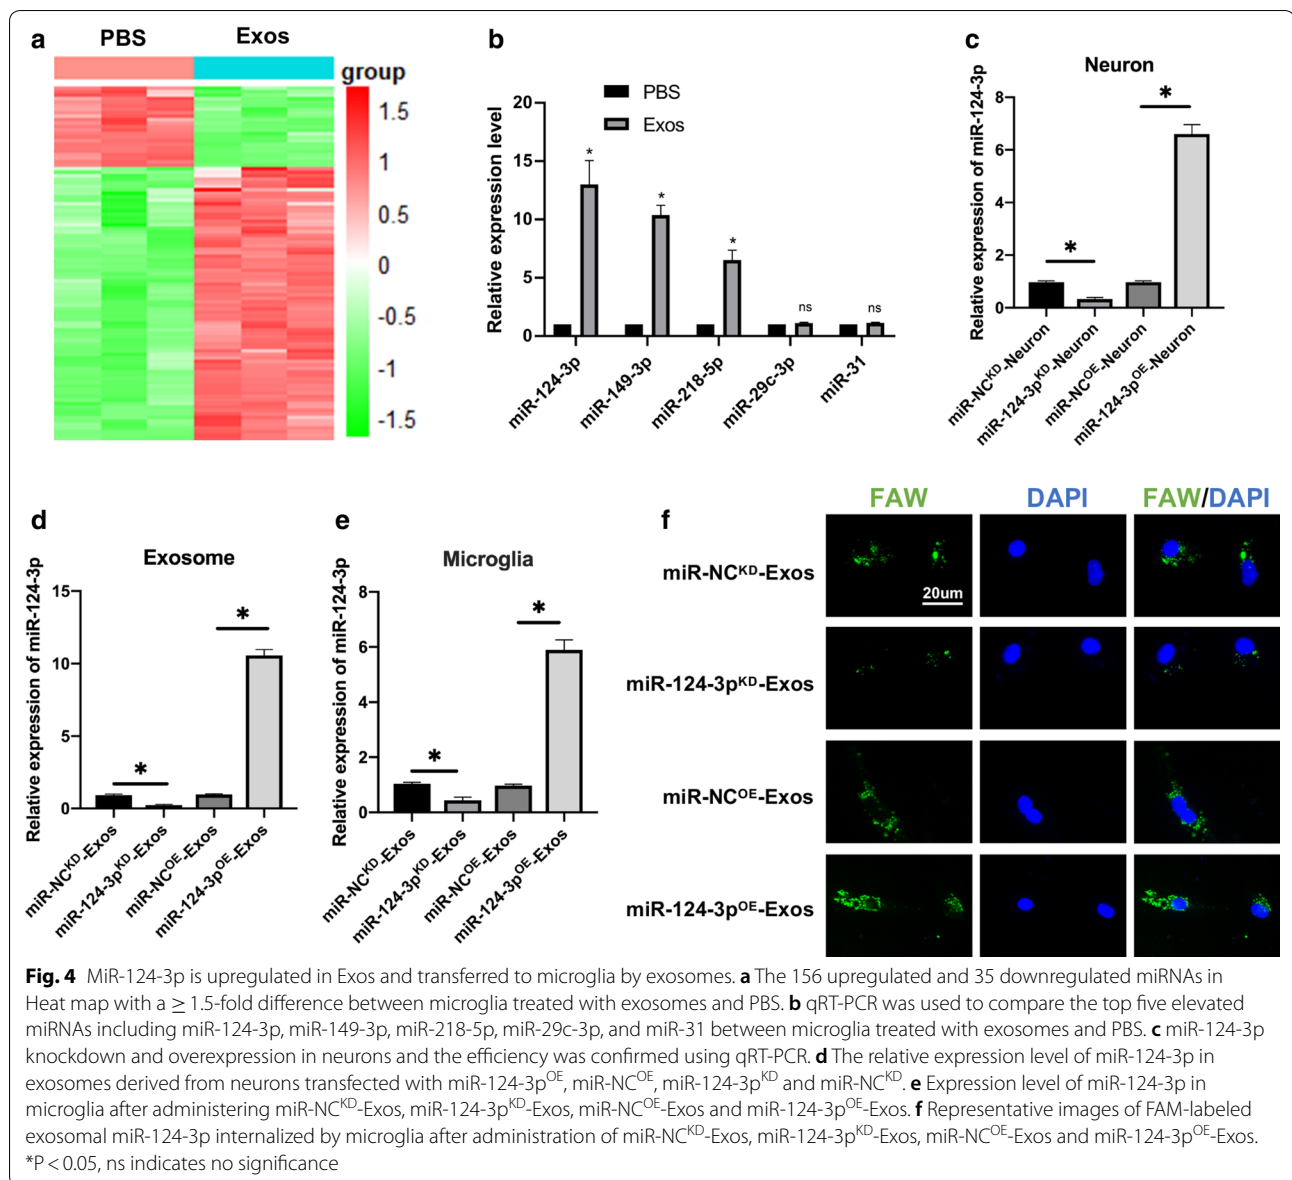 a
PBS
Exos
group
1.5
1
0.5
0
-0.5
-1
-1.5
b
PBS
Exos
Relative expression level
20
15
10
5
0
*
*
*
ns
ns
miR-124-3p
miR-149-3p
miR-218-5p
miR-29c-3p
miR-31
c
Neuron
Relative expression of miR-124-3p
8
6
4
2
0
*
*
miR-NCKD-Neuron
miR-124-3pKD-Neuron
miR-NCOE-Neuron
miR-124-3pOE-Neuron
d
Exosome
Relative expression of miR-124-3p
15
10
5
0
*
*
miR-NCKD-Exos
miR-124-3pKD-Exos
miR-NCOE-Exos
miR-124-3pOE-Exos
e
Microglia
Relative expression of miR-124-3p
8
6
4
2
0
*
*
miR-NCKD-Exos
miR-124-3pKD-Exos
miR-NCOE-Exos
miR-124-3pOE-Exos
f
FAW
DAPI
FAW/DAPI
miR-NCKD-Exos
20um
miR-124-3pKD-Exos
miR-NCOE-Exos
miR-124-3pOE-Exos
Fig. 4 MiR-124-3p is upregulated in Exos and transferred to microglia by exosomes. a The 156 upregulated and 35 downregulated miRNAs in
Heat map with a ≥ 1.5-fold difference between microglia treated with exosomes and PBS. b qRT-PCR was used to compare the top five elevated
miRNAs including miR-124-3p, miR-149-3p, miR-218-5p, miR-29c-3p, and miR-31 between microglia treated with exosomes and PBS. c miR-124-3p
knockdown and overexpression in neurons and the efficiency was confirmed using qRT-PCR. d The relative expression level of miR-124-3p in
exosomes derived from neurons transfected with miR-124-3pOE, miR-NCOE, miR-124-3pKD and miR-NCKD. e Expression level of miR-124-3p in
microglia after administering miR-NCKD-Exos, miR-124-3pKD-Exos, miR-NCOE-Exos and miR-124-3pOE-Exos. f Representative images of FAM-labeled
exosomal miR-124-3p internalized by microglia after administration of miR-NCKD-Exos, miR-124-3pKD-Exos, miR-NCOE-Exos and miR-124-3pOE-Exos.
*P < 0.05, ns indicates no significance